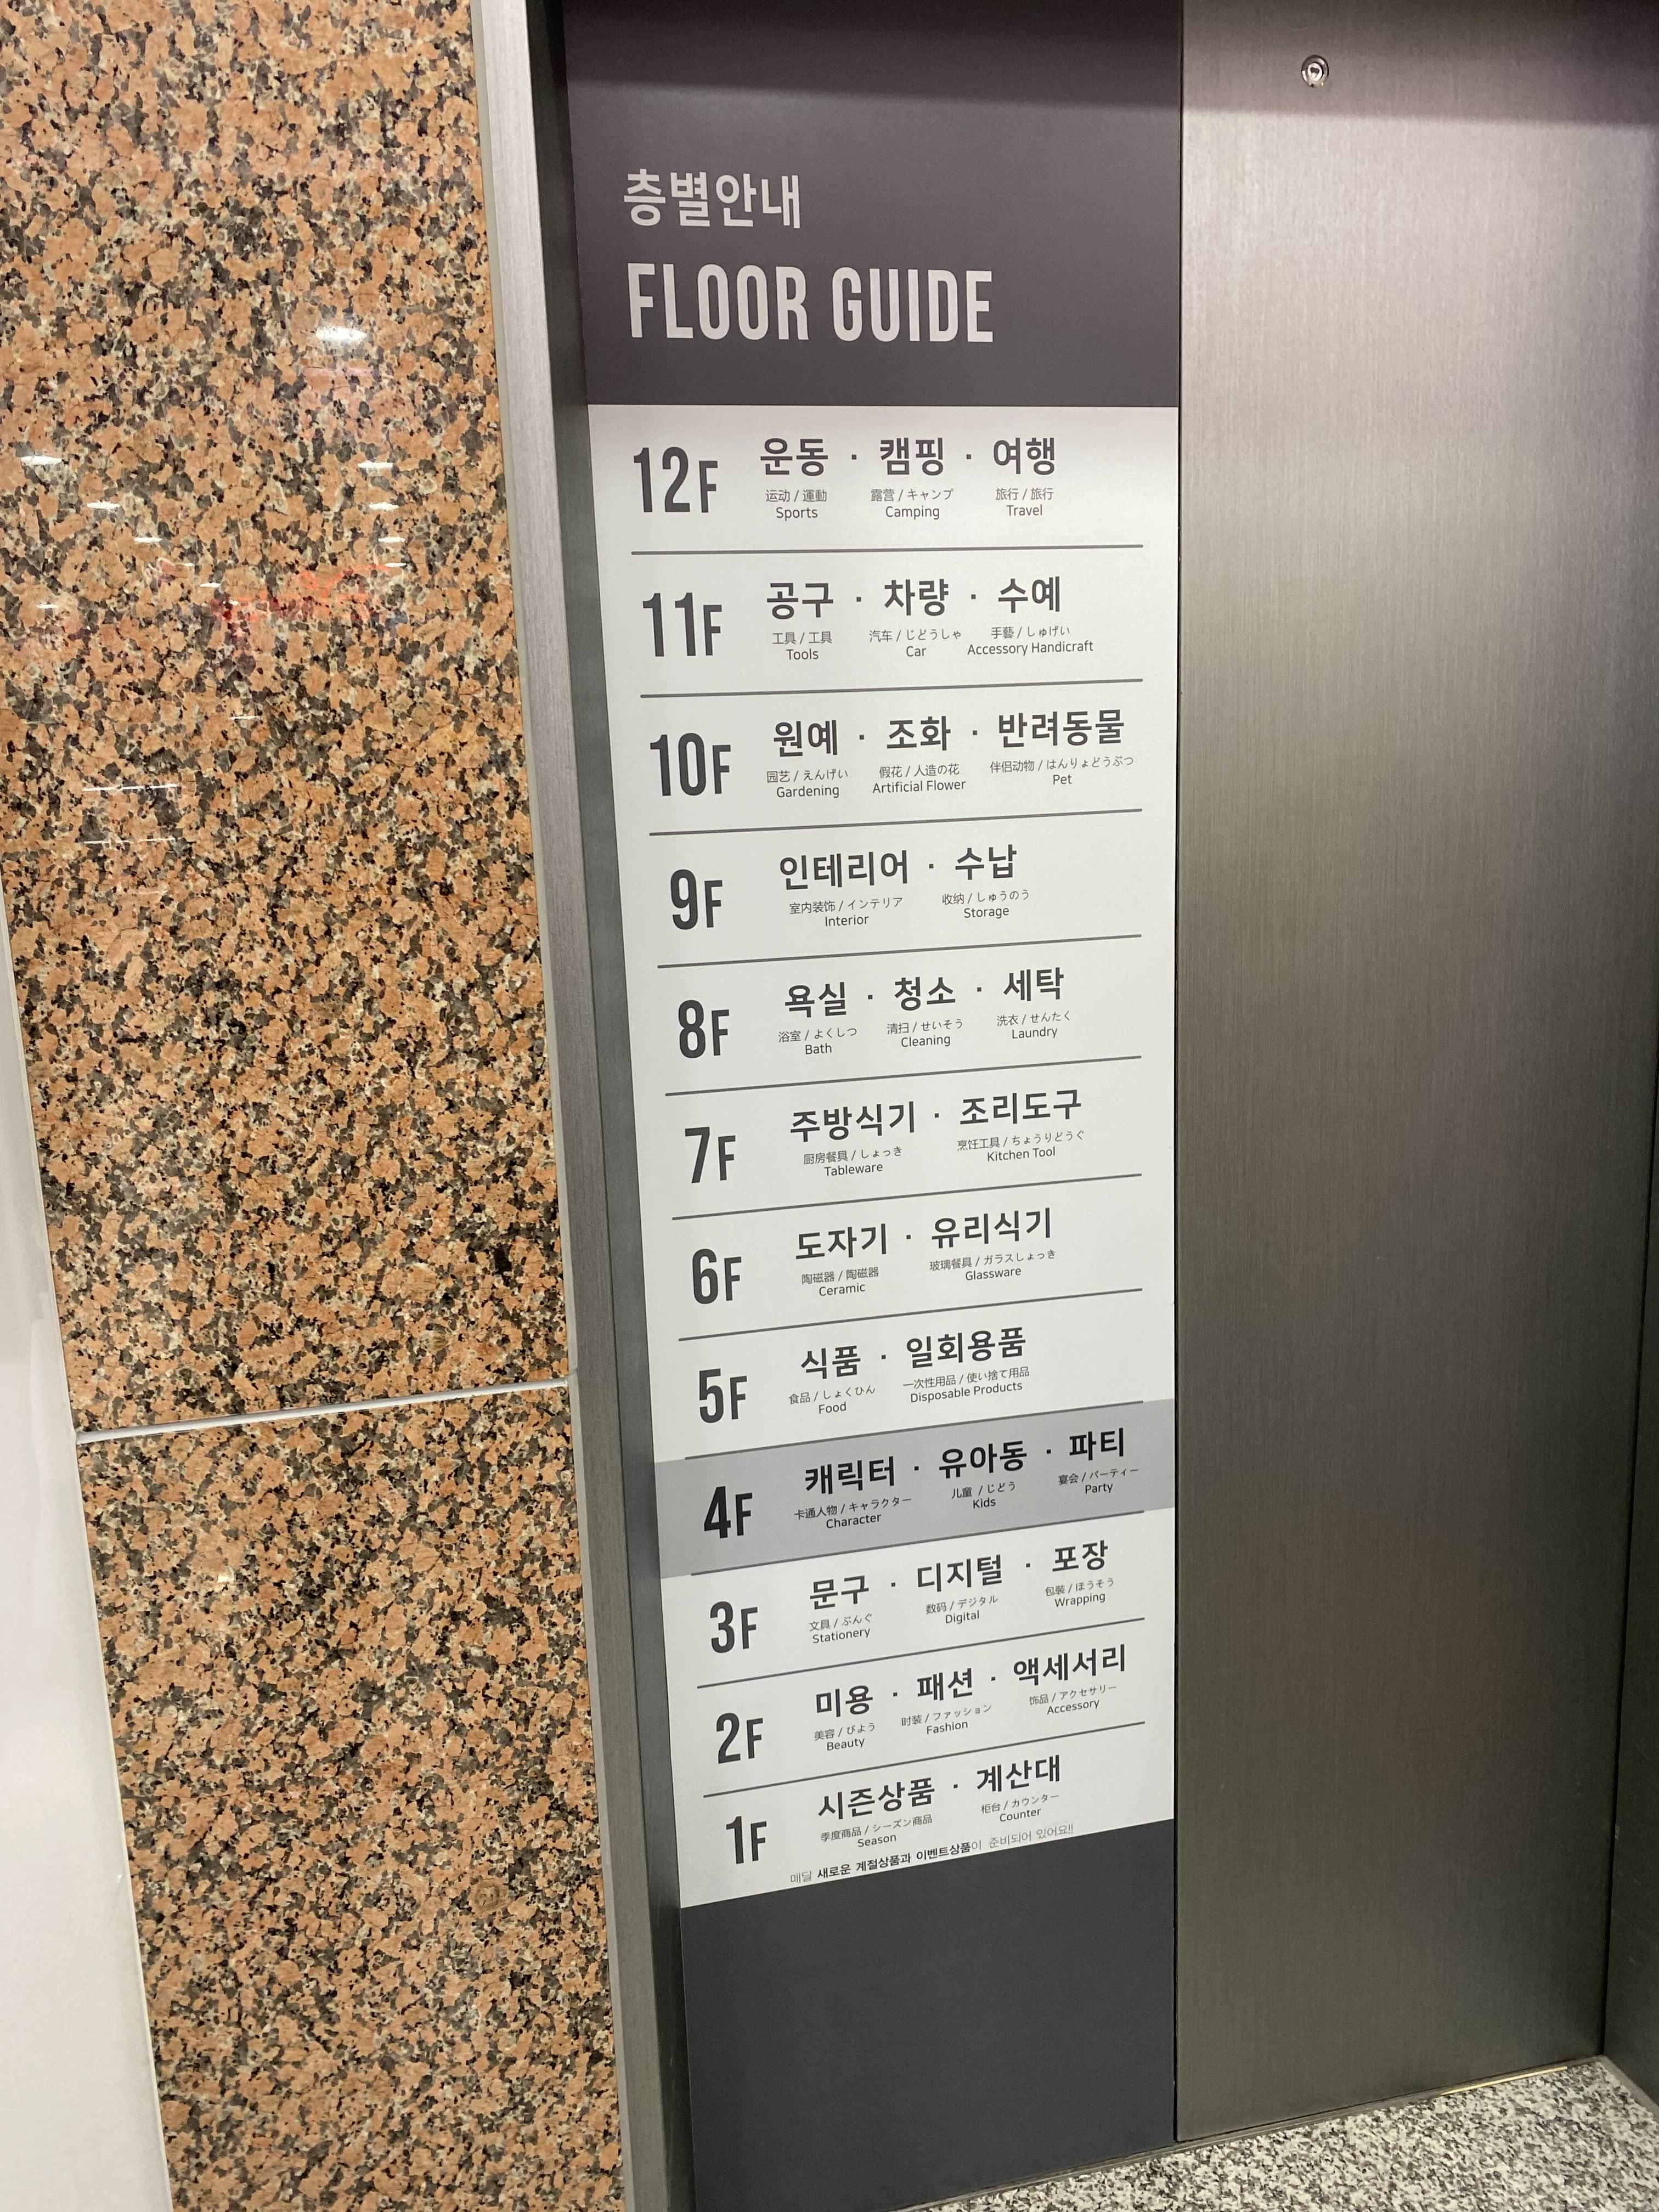 층별안내
FLOOR GUIDE
12F 운동 · 캠핑 · 여행
运动 / 運動 露营 / キャンプ 旅行 / 旅行
Sports Camping Travel
11F 공구 · 차량 · 수예
工具 / 工具 汽车 / じどうしゃ 手藝 / しゅげい
Tools Car Accessory Handicraft
10F 원예 · 조화 · 반려동물
园艺 / えんげい 假花 / 人造の花 伴侣动物 / はんりょどうぶつ
Gardening Artificial Flower Pet
9F 인테리어 · 수납
室内装饰 / インテリア 收纳 / しゅうのう
Interior Storage
8F 욕실 · 청소 · 세탁
浴室 / よくしつ 清扫 / せいそう 洗衣 / せんたく
Bath Cleaning Laundry
7F 주방식기 · 조리도구
厨房餐具 / しょっき 烹饪工具 / ちょうりどうぐ
Tableware Kitchen Tool
6F 도자기 · 유리식기
陶磁器 / 陶磁器 玻璃餐具 / ガラスしょっき
Ceramic Glassware
5F 식품 · 일회용품
食品 / しょくひん 一次性用品 / 使い捨て用品
Food Disposable Products
4F 캐릭터 · 유아동 · 파티
卡通人物 / キャラクター 儿童 / じどう 宴会 / パーティー
Character Kids Party
3F 문구 · 디지털 · 포장
文具 / ぶんぐ 数码 / デジタル 包裝 / ほうそう
Stationery Digital Wrapping
2F 미용 · 패션 · 액세서리
美容 / びよう 时装 / ファッション 饰品 / アクセサリー
Beauty Fashion Accessory
1F 시즌상품 · 계산대
季度商品 / シーズン商品 柜台 / カウンター
Season Counter
매달 새로운 계절상품과 이벤트상품이 준비되어 있어요!!